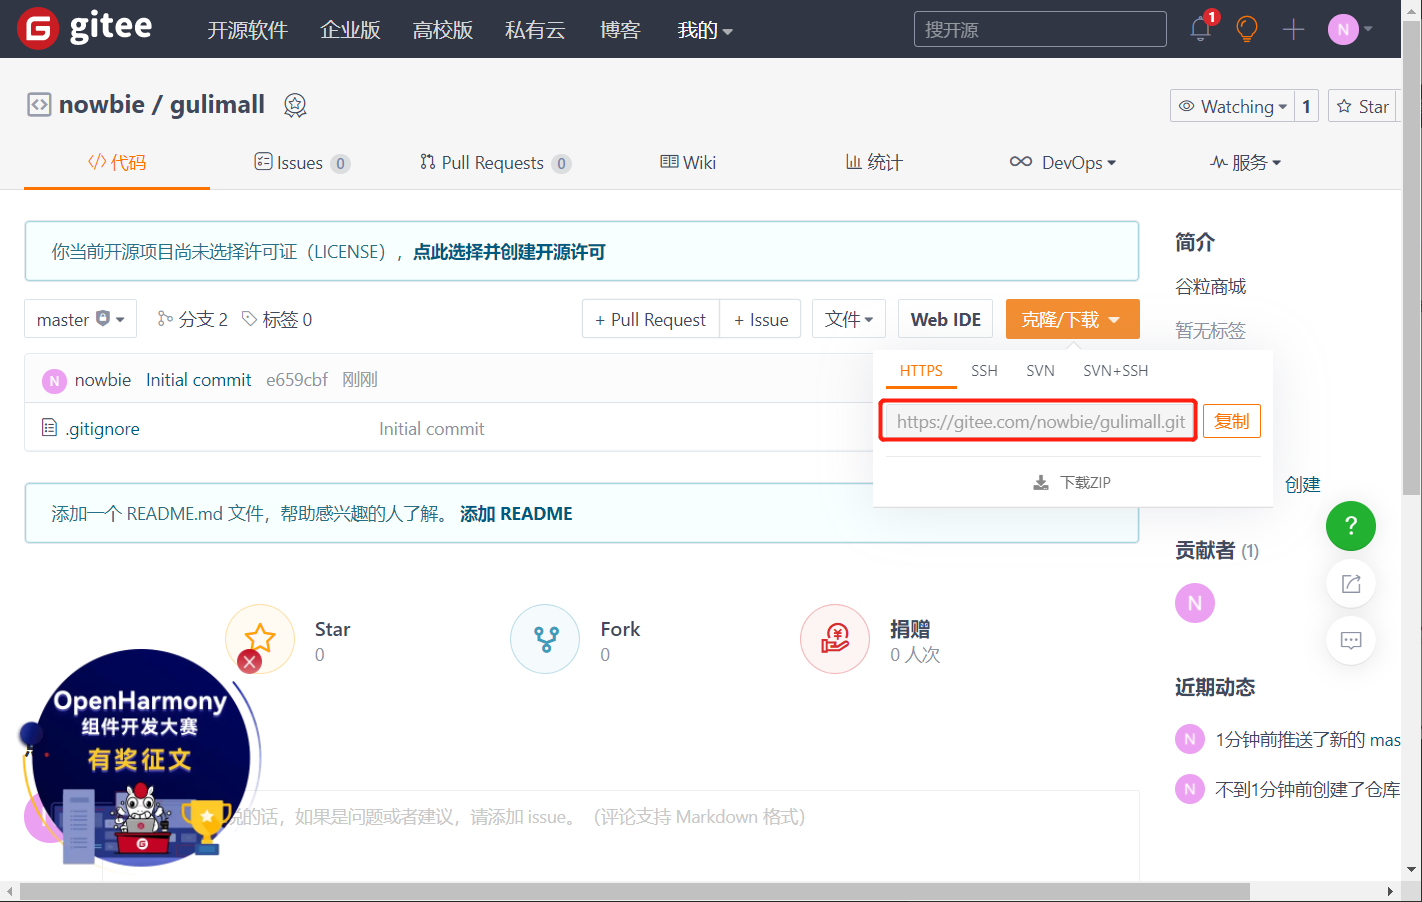 gitee 开源软件 企业版 高校版 私有云 博客 我的 搜开源 1 N
nowbie / gulimall Watching 1 Star
代码 Issues 0 Pull Requests 0 Wiki 统计 DevOps 服务
你当前开源项目尚未选择许可证（LICENSE），点此选择并创建开源许可
简介
谷粒商城
暂无标签
master 分支 2 标签 0 + Pull Request + Issue 文件 Web IDE 克隆/下载
HTTPS SSH SVN SVN+SSH
https://gitee.com/nowbie/gulimall.git 复制
下载ZIP
N nowbie Initial commit e659cbf 刚刚
.gitignore Initial commit
创建
添加一个 README.md 文件，帮助感兴趣的人了解。 添加 README
?
贡献者 (1)
N
Star
0
Fork
0
捐赠
0 人次
近期动态
N 1分钟前推送了新的 mas
N 不到1分钟前创建了仓库
OpenHarmony
组件开发大赛
有奖征文
G
的话，如果是问题或者建议，请添加 issue。（评论支持 Markdown 格式）